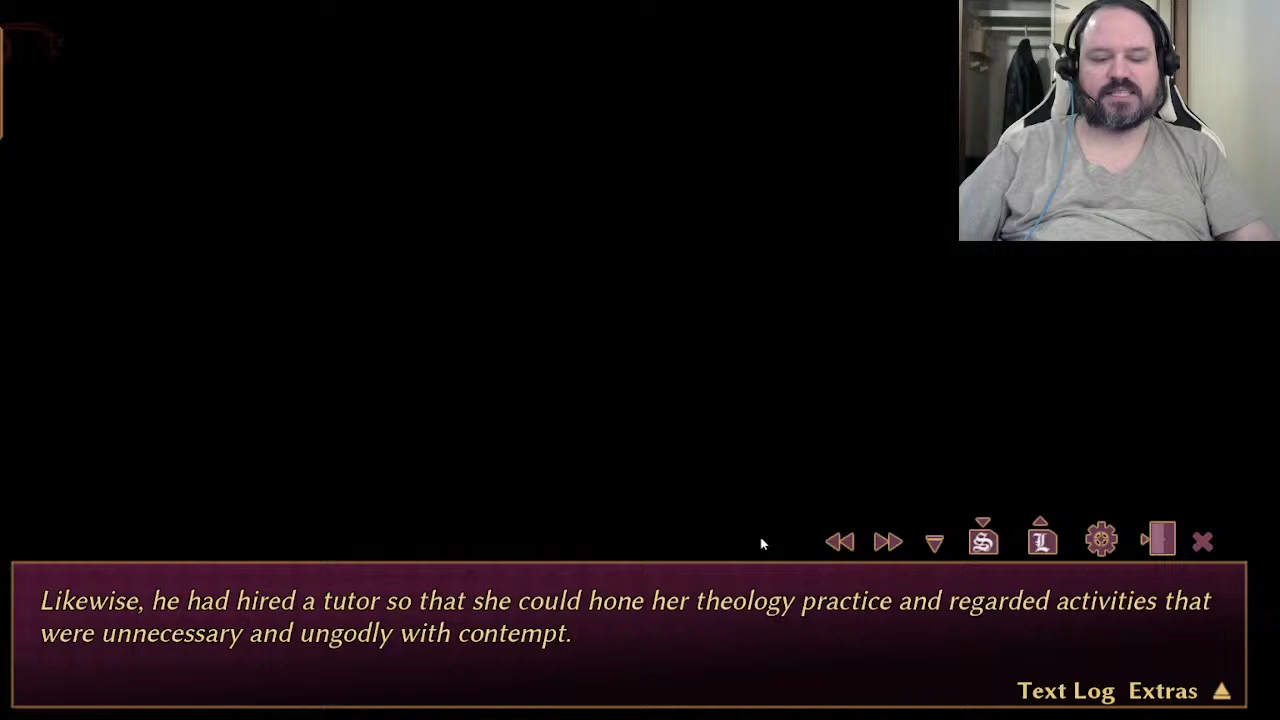 S L
Likewise, he had hired a tutor so that she could hone her theology practice and regarded activities that
were unnecessary and ungodly with contempt.
Text Log Extras